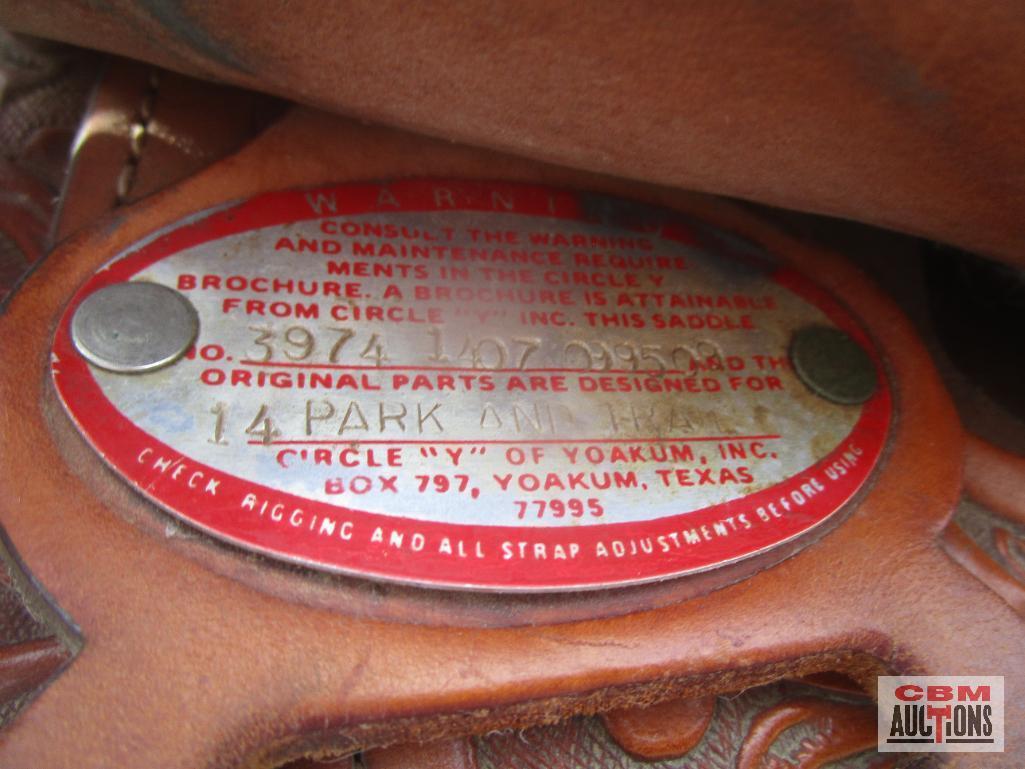 WARNI
CONSULT THE WARNING
AND MAINTENANCE REQUIRE
MENTS IN THE CIRCLE Y
BROCHURE. A BROCHURE IS ATTAINABLE
FROM CIRCLE "Y" INC. THIS SADDLE
NO. 3974 1407 AND TH
ORIGINAL PARTS ARE DESIGNED FOR
14 PARK AND TRAIL
CIRCLE "Y" OF YOAKUM, INC.
BOX 797, YOAKUM, TEXAS
77995
CHECK RIGGING AND ALL STRAP ADJUSTMENTS BEFORE USING
CBM
AUCTIONS